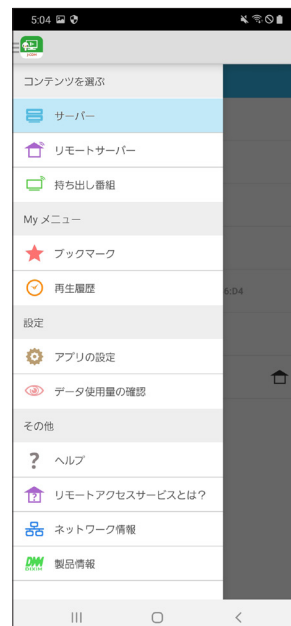 5:04
コンテンツを選ぶ
サーバー
リモートサーバー
持ち出し番組
My メニュー
ブックマーク
再生履歴
6:D4
設定
アプリの設定
データ使用量の確認
その他
? ヘルプ
リモートアクセスサービスとは？
ネットワーク情報
製品情報